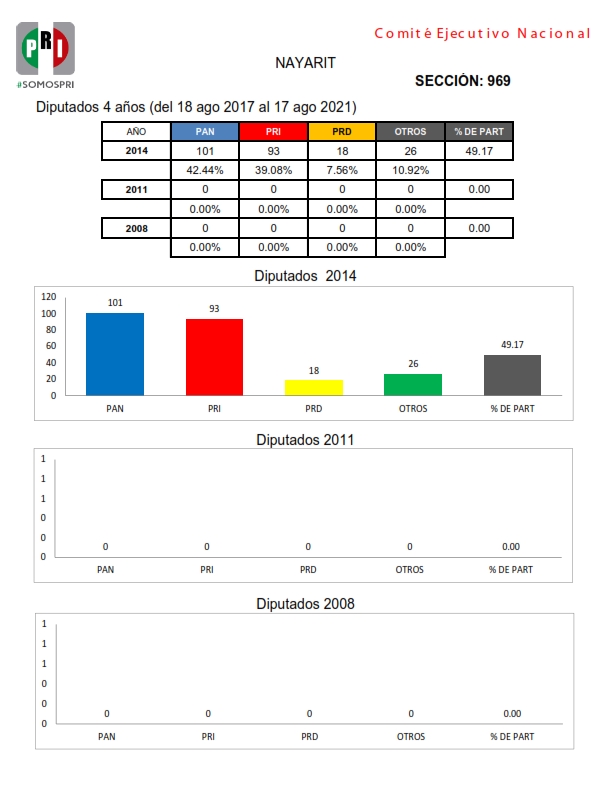 Comité Ejecutivo Nacional
PRI
#SOMOSPRI
NAYARIT
SECCIÓN: 969
Diputados 4 años (del 18 ago 2017 al 17 ago 2021)
AÑO PAN PRI PRD OTROS % DE PART
2014 101 93 18 26 49.17
42.44% 39.08% 7.56% 10.92%
2011 0 0 0 0 0.00
0.00% 0.00% 0.00% 0.00%
2008 0 0 0 0 0.00
0.00% 0.00% 0.00% 0.00%
Diputados 2014
120
100
80
60
40
20
0
101 93 18 26 49.17
PAN PRI PRD OTROS % DE PART
Diputados 2011
1
1
1
0
0
0
0 0 0 0 0.00
PAN PRI PRD OTROS % DE PART
Diputados 2008
1
1
1
0
0
0
0 0 0 0 0.00
PAN PRI PRD OTROS % DE PART